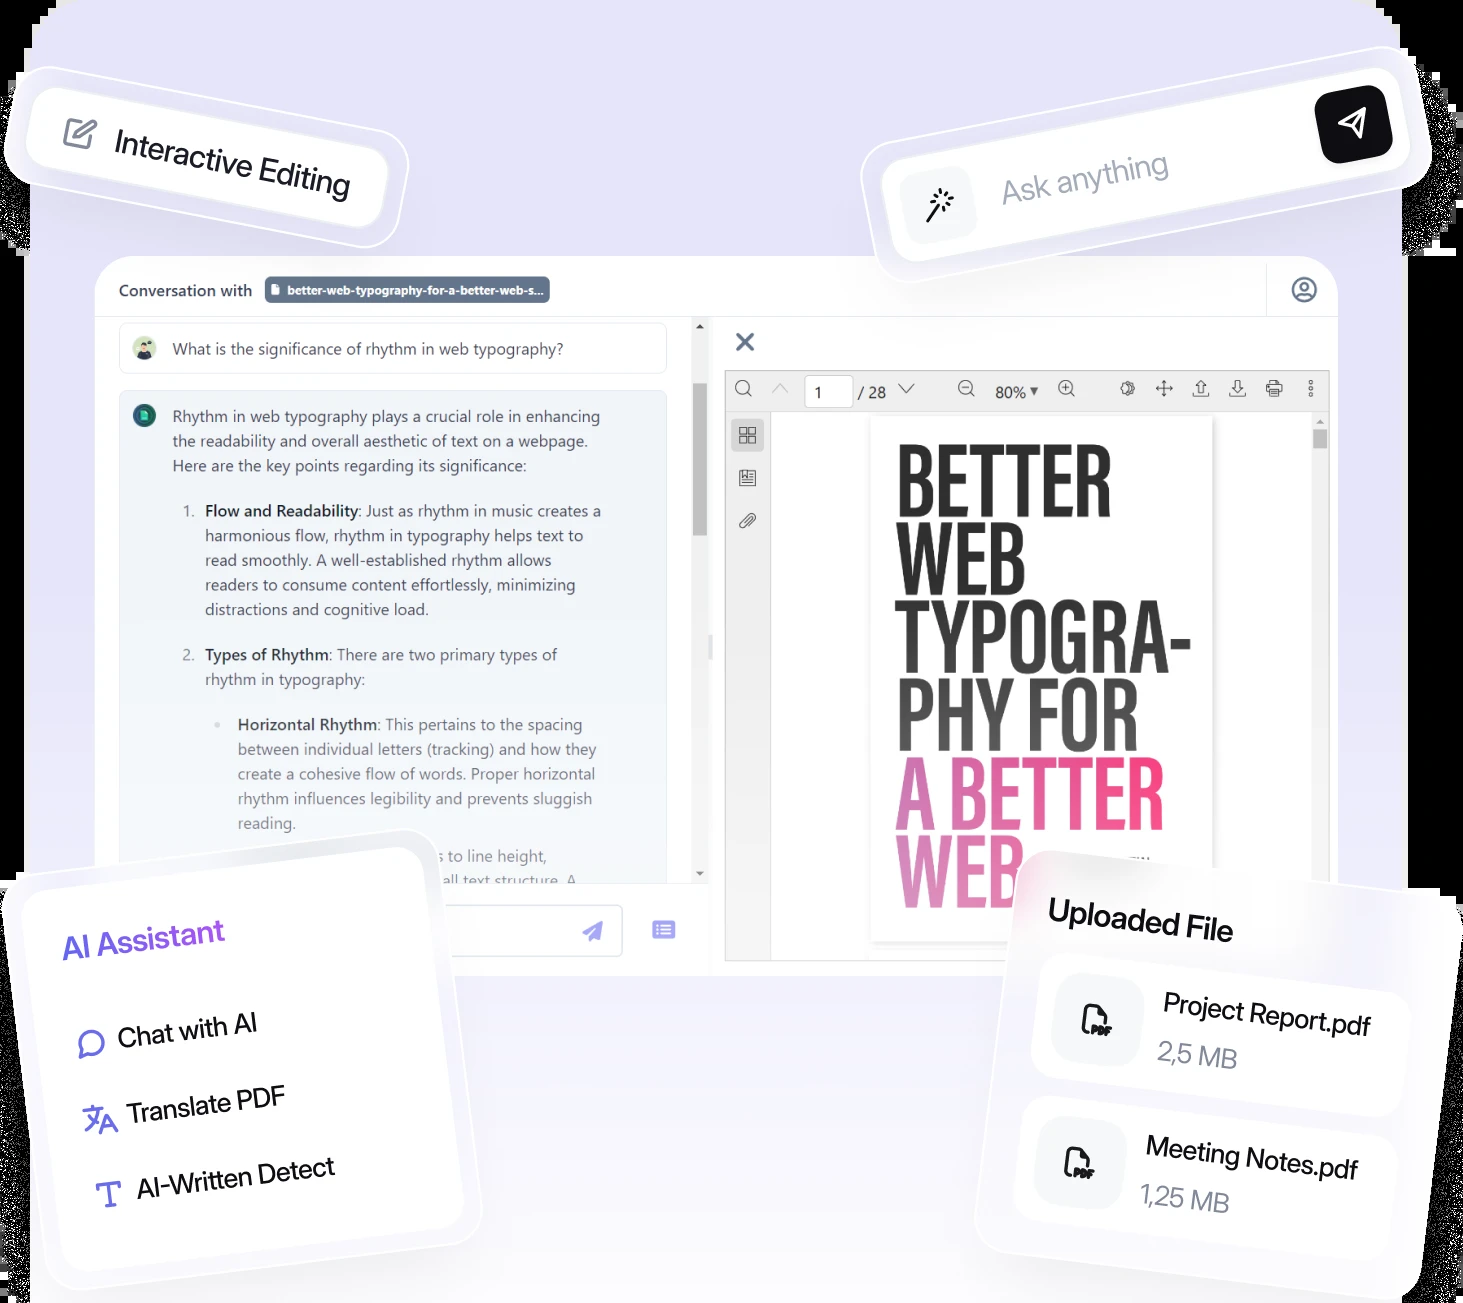 Interactive Editing
Ask anything
Conversation with
better-web-typography-for-a-better-web-s...
What is the significance of rhythm in web typography?
Rhythm in web typography plays a crucial role in enhancing
the readability and overall aesthetic of text on a webpage.
Here are the key points regarding its significance:
1. Flow and Readability: Just as rhythm in music creates a
harmonious flow, rhythm in typography helps text to
read smoothly. A well-established rhythm allows
readers to consume content effortlessly, minimizing
distractions and cognitive load.
2. Types of Rhythm: There are two primary types of
rhythm in typography:
• Horizontal Rhythm: This pertains to the spacing
between individual letters (tracking) and how they
create a cohesive flow of words. Proper horizontal
rhythm influences legibility and prevents sluggish
reading.
s to line height,
all text structure. A
1 / 28
80%
BETTER
WEB
TYPOGRA-
PHY FOR
A BETTER
WEB
AI Assistant
Chat with AI
Translate PDF
AI-Written Detect
Uploaded File
Project Report.pdf
2,5 MB
PDF
Meeting Notes.pdf
1,25 MB
PDF